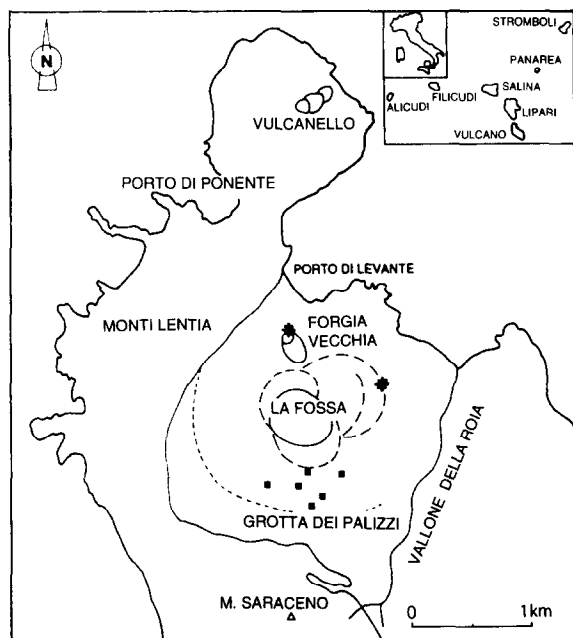 STROMBOLI
N
PANAREA
SALINA
FILICUDI
ALICUDI
LIPARI
VULCANO
VULCANELLO
PORTO DI PONENTE
PORTO DI LEVANTE
MONTI LENTIA
FORGIA
VECCHIA
LA FOSSA
VALLONE DELLA ROIA
GROTTA DEI PALIZZI
M. SARACENO
0 1km